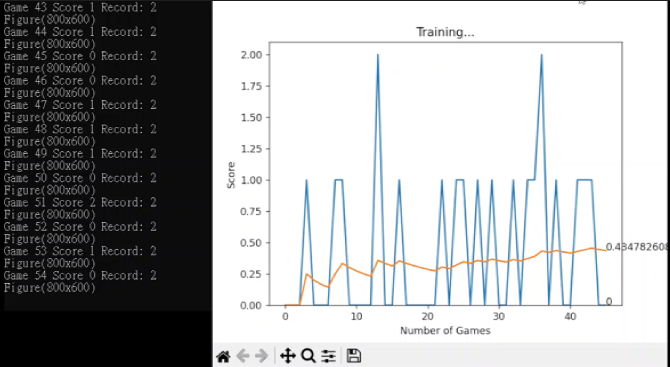 Game 43 Score 1 Record: 2
Figure(800x600)
Game 44 Score 1 Record: 2
Figure(800x600)
Game 45 Score 0 Record: 2
Figure(800x600)
Game 46 Score 0 Record: 2
Figure(800x600)
Game 47 Score 1 Record: 2
Figure(800x600)
Game 48 Score 1 Record: 2
Figure(800x600)
Game 49 Score 1 Record: 2
Figure(800x600)
Game 50 Score 0 Record: 2
Figure(800x600)
Game 51 Score 2 Record: 2
Figure(800x600)
Game 52 Score 0 Record: 2
Figure(800x600)
Game 53 Score 1 Record: 2
Figure(800x600)
Game 54 Score 0 Record: 2
Figure(800x600)
Training...
2.00
1.75
1.50
1.25
1.00
0.75
0.50
0.25
0.00
Score
0.434782608
0
0
10
20
30
40
Number of Games